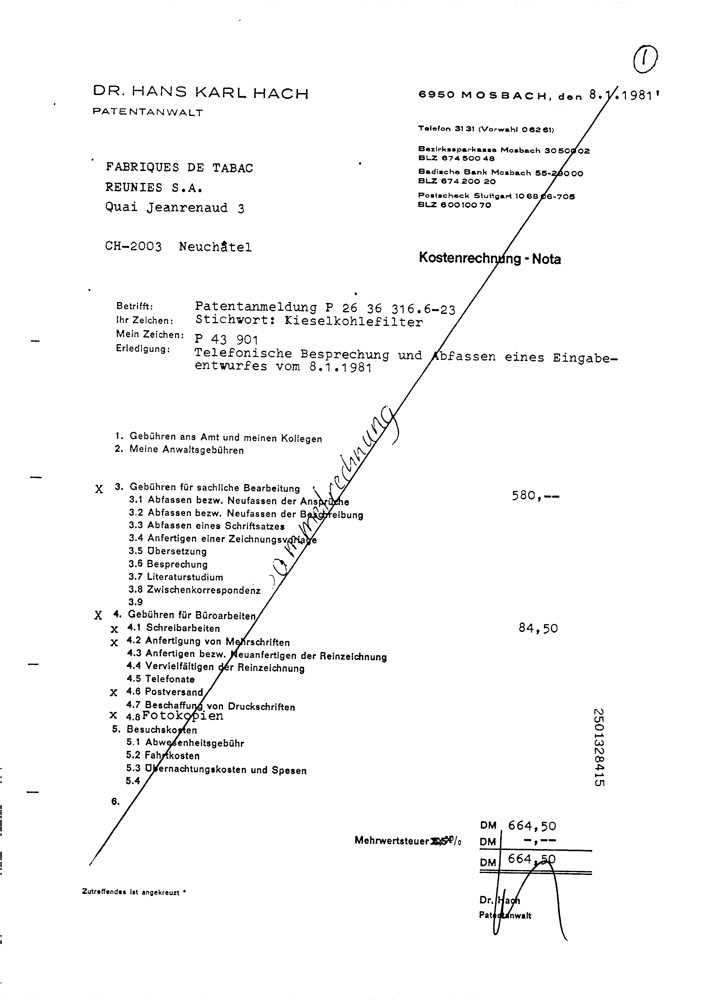 1
DR. HANS KARL HACH
PATENTANWALT
6950 MOSBACH, den 8.1.1981
Telefon 31 31 (Vorwahl 0 62 61)
Bezirkssparkasse Mosbach 3050902
BLZ 674 500 48
Badische Bank Mosbach 55-20000
BLZ 674 200 20
Postscheck Stuttgart 10 68 06-705
BLZ 600 100 70
FABRIQUES DE TABAC
REUNIES S.A.
Quai Jeanrenaud 3
CH-2003 Neuchâtel
Kostenrechnung - Nota
Betrifft: Patentanmeldung P 26 36 316.6-23
Ihr Zeichen: Stichwort: Kieselkohlefilter
Mein Zeichen: P 43 901
Erledigung: Telefonische Besprechung und Abfassen eines Eingabe-
entwurfes vom 8.1.1981
1. Gebühren ans Amt und meinen Kollegen
2. Meine Anwaltsgebühren
X 3. Gebühren für sachliche Bearbeitung 580,--
3.1 Abfassen bezw. Neufassen der Ansprüche
3.2 Abfassen bezw. Neufassen der Beschreibung
3.3 Abfassen eines Schriftsatzes
3.4 Anfertigen einer Zeichnungsvorlage
3.5 Übersetzung
3.6 Besprechung
3.7 Literaturstudium
3.8 Zwischenkorrespondenz
3.9
X 4. Gebühren für Büroarbeiten
x 4.1 Schreibarbeiten 84,50
x 4.2 Anfertigung von Mehrschriften
4.3 Anfertigen bezw. Neuanfertigen der Reinzeichnung
4.4 Vervielfältigen der Reinzeichnung
4.5 Telefonate
x 4.6 Postversand
4.7 Beschaffung von Druckschriften
x 4.8 Fotokopien
5. Besuchskosten
5.1 Abwesenheitsgebühr
5.2 Fahrtkosten
5.3 Übernachtungskosten und Spesen
5.4
6.
Sammelrechnung
2501328415
DM 664,50
Mehrwertsteuer % DM -,--
DM 664,50
Zutreffendes ist angekreuzt *
Dr. Hach
Patentanwalt